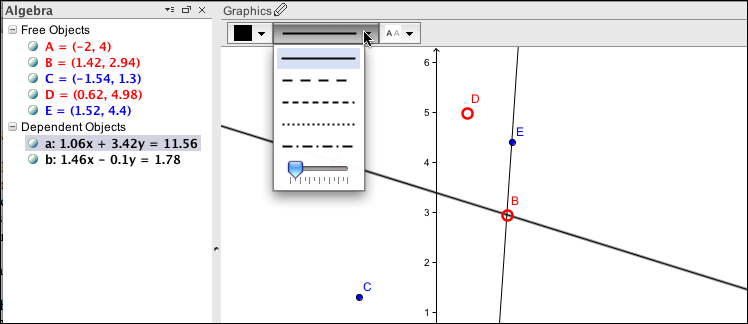 Algebra
Free Objects
A = (-2, 4)
B = (1.42, 2.94)
C = (-1.54, 1.3)
D = (0.62, 4.98)
E = (1.52, 4.4)
Dependent Objects
a: 1.06x + 3.42y = 11.56
b: 1.46x - 0.1y = 1.78
Graphics
A A
6
5
4
3
2
1
D
E
B
C